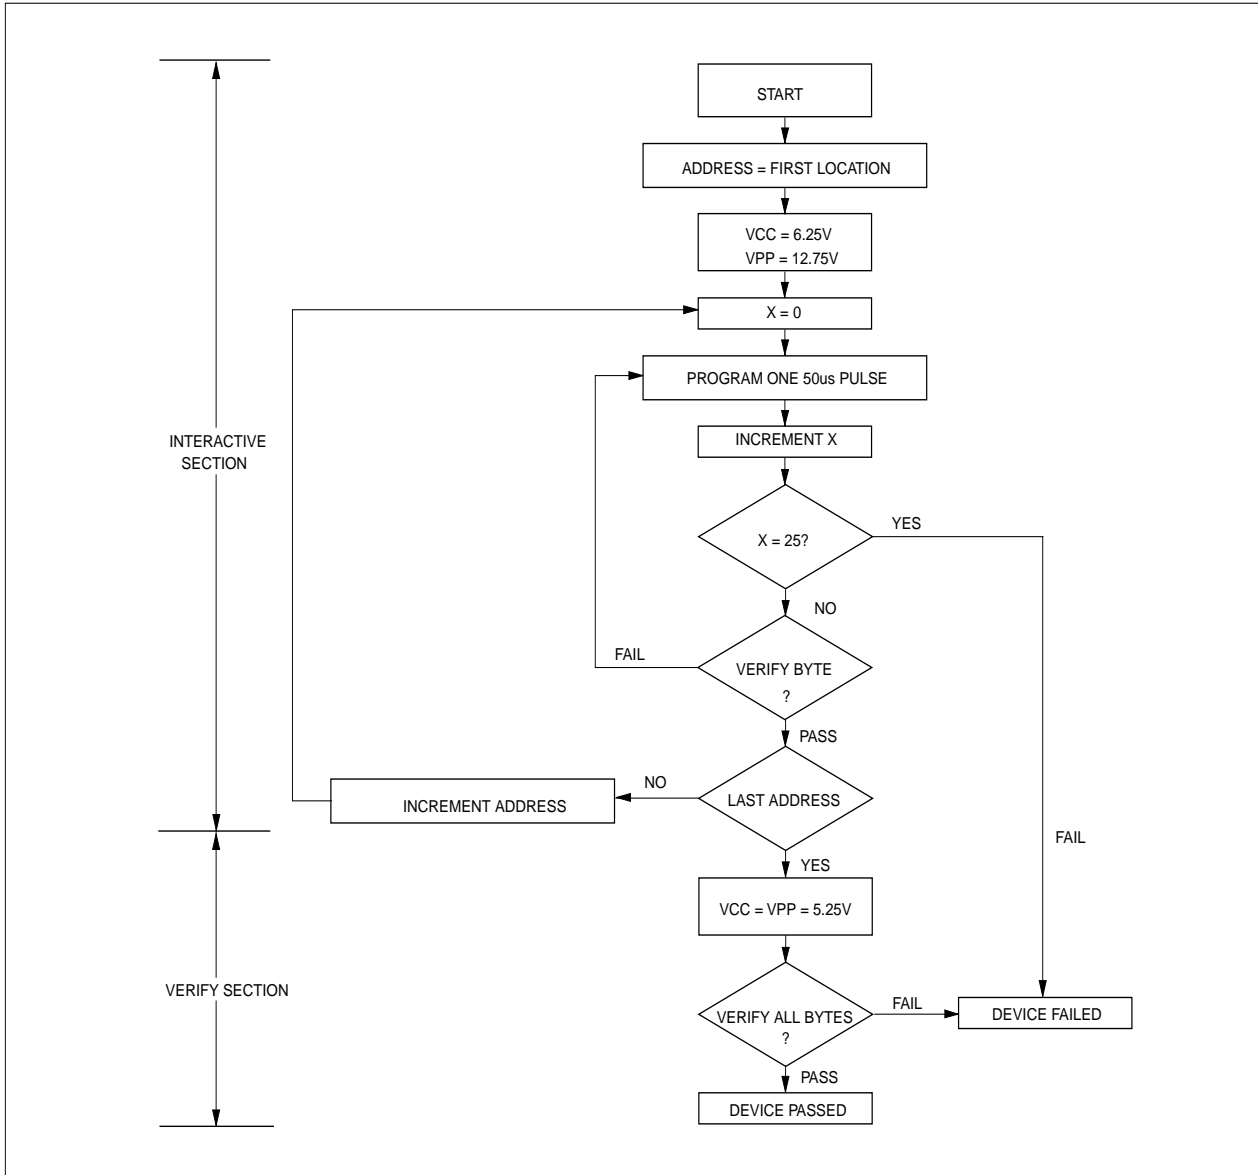 START
ADDRESS = FIRST LOCATION
VCC = 6.25V
VPP = 12.75V
X = 0
PROGRAM ONE 50us PULSE
INCREMENT X
INTERACTIVE
SECTION
X = 25?
YES
NO
FAIL
VERIFY BYTE
?
PASS
NO
INCREMENT ADDRESS
LAST ADDRESS
FAIL
YES
VCC = VPP = 5.25V
VERIFY SECTION
VERIFY ALL BYTES
?
FAIL
DEVICE FAILED
PASS
DEVICE PASSED